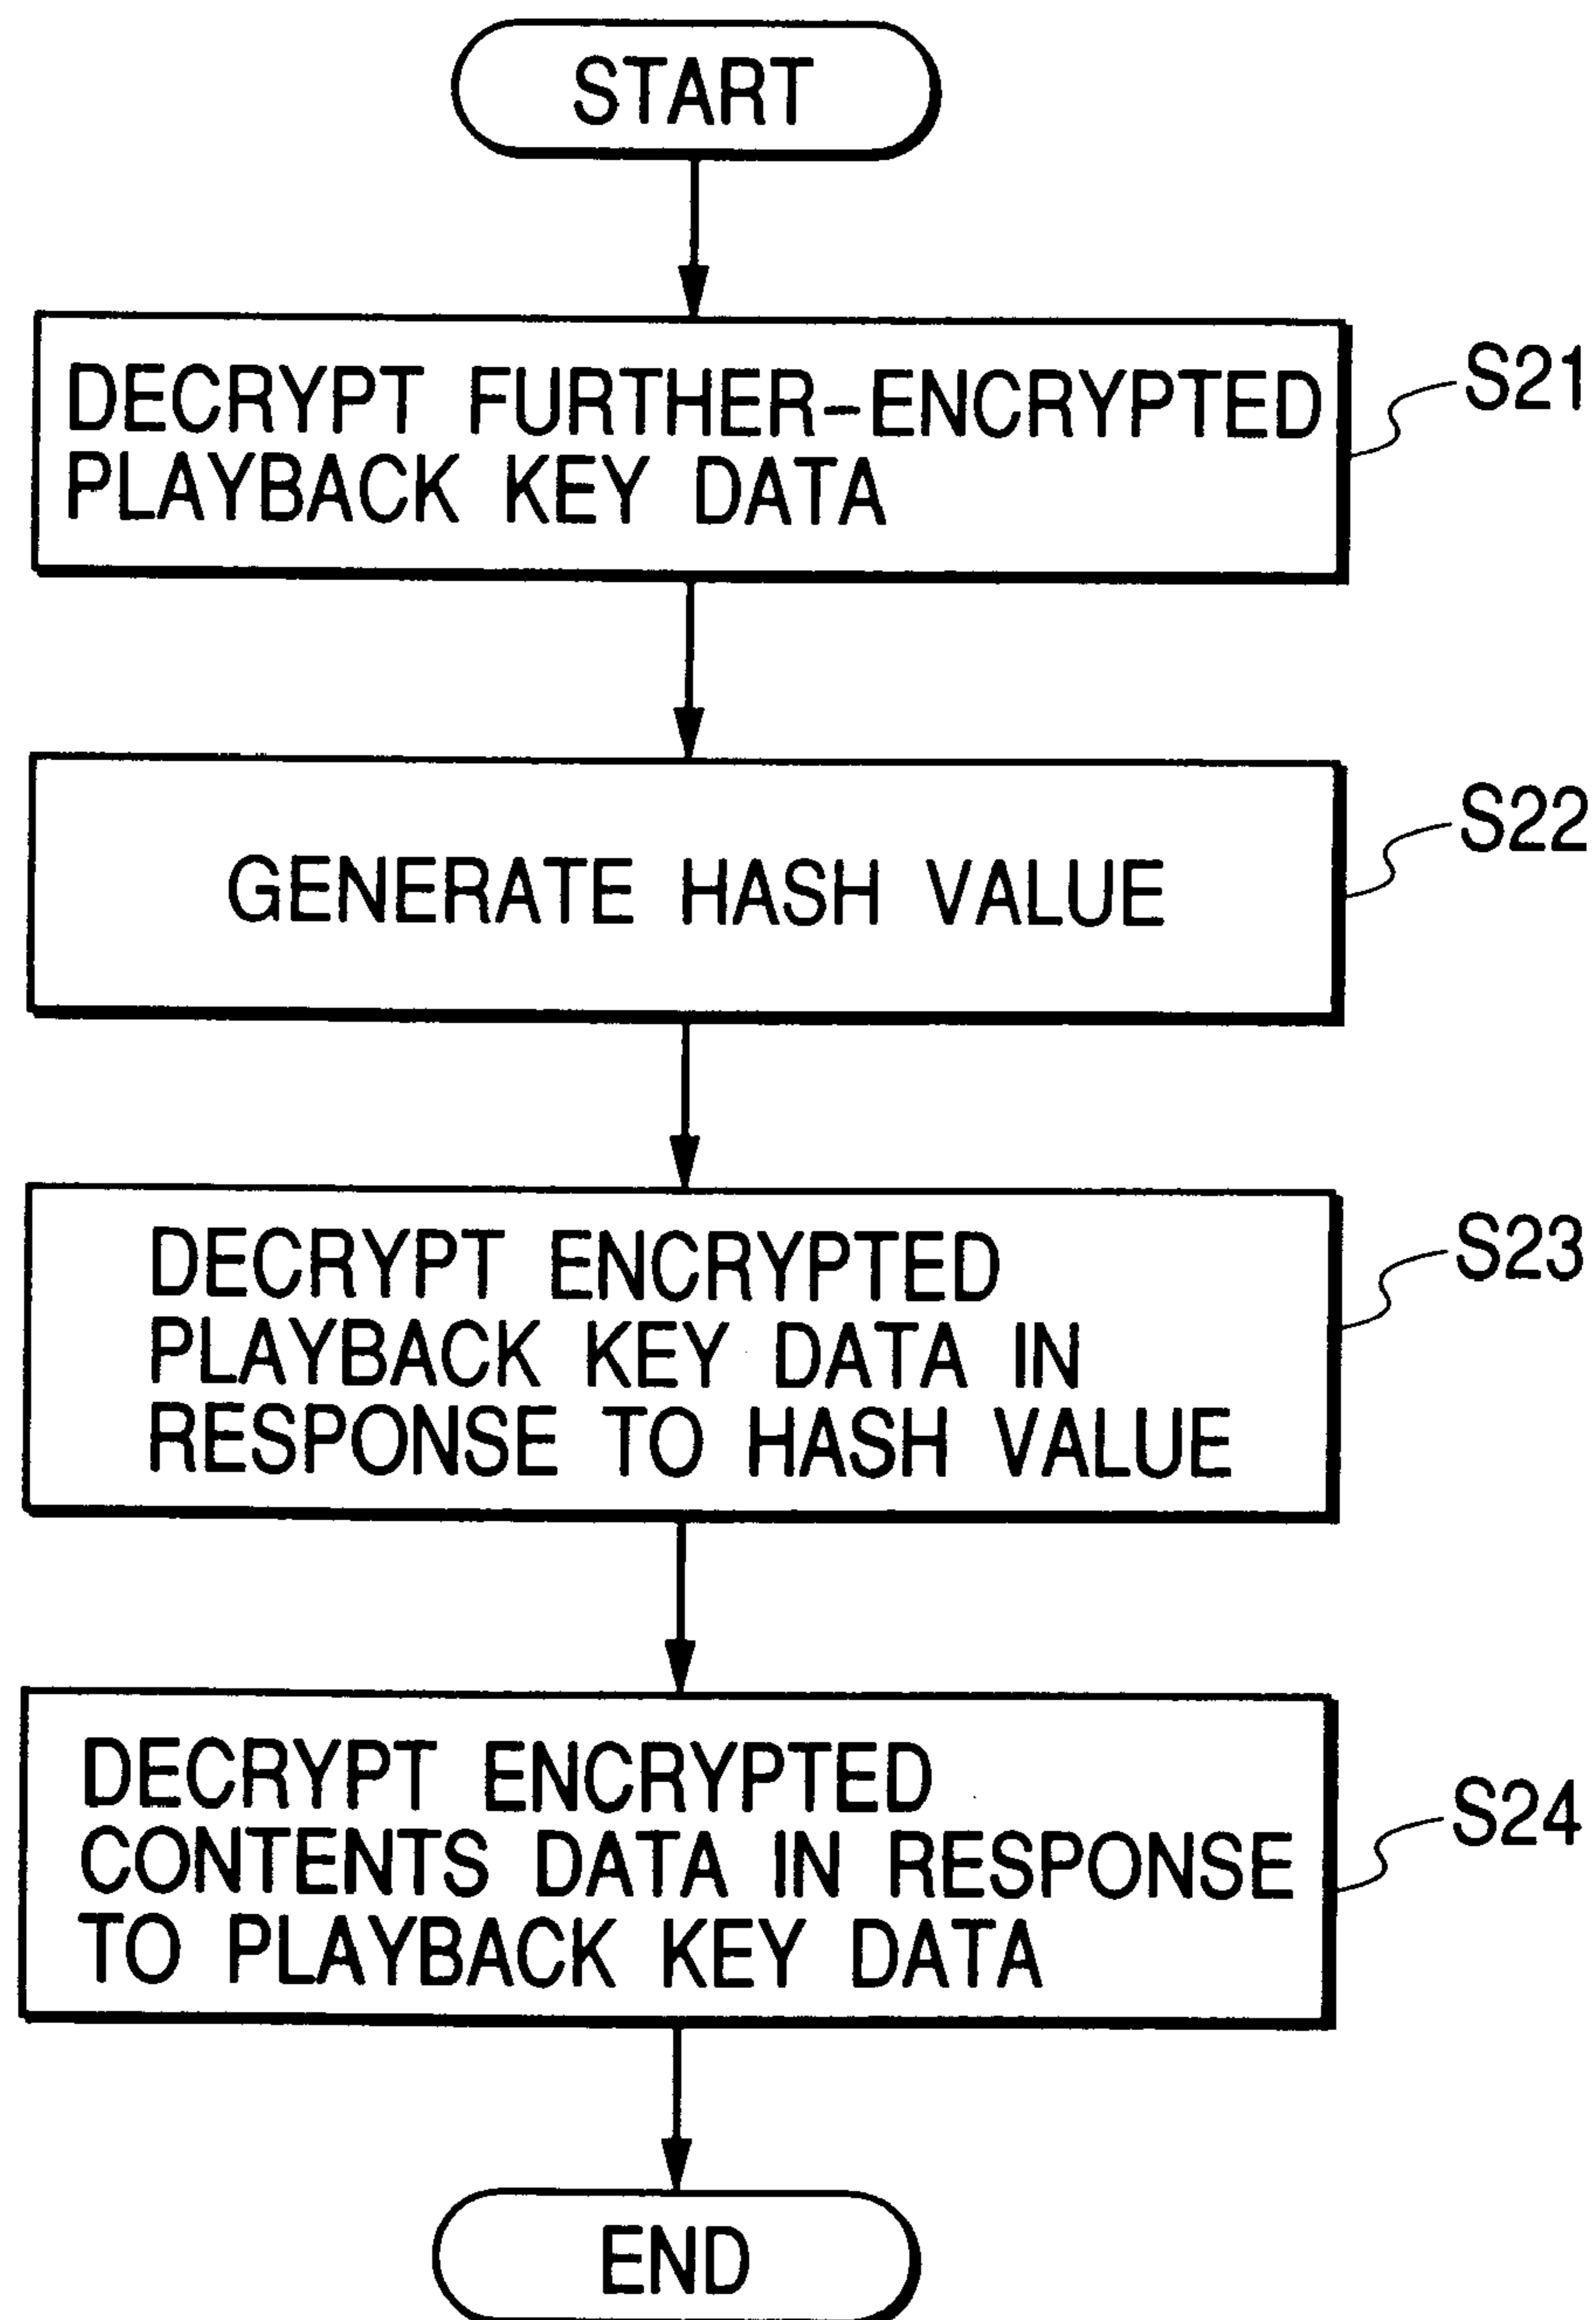 START
DECRYPT FURTHER-ENCRYPTED
PLAYBACK KEY DATA
S21
GENERATE HASH VALUE
S22
DECRYPT ENCRYPTED
PLAYBACK KEY DATA IN
RESPONSE TO HASH VALUE
S23
DECRYPT ENCRYPTED
CONTENTS DATA IN RESPONSE
TO PLAYBACK KEY DATA
S24
END